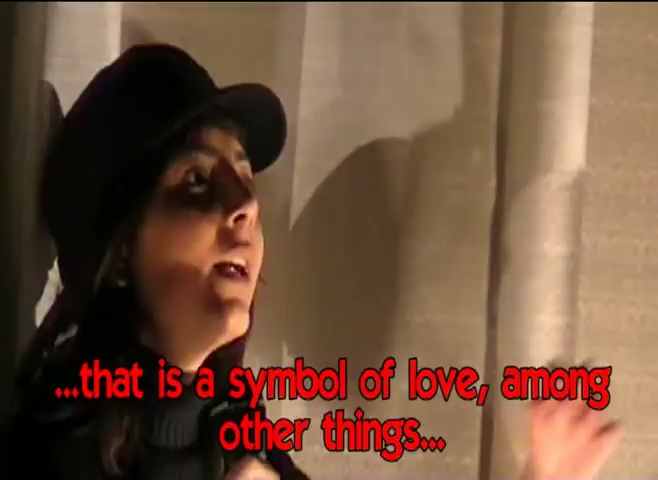 ...that is a symbol of love, among
other things...